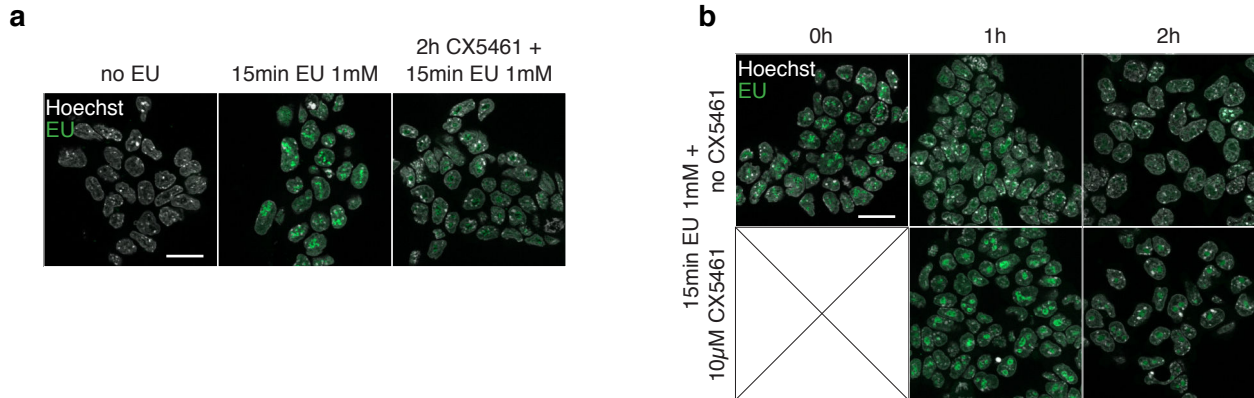 a
no EU
15min EU 1mM
2h CX5461 +
15min EU 1mM
Hoechst
EU
b
0h
1h
2h
15min EU 1mM +
no CX5461
10µM CX5461
Hoechst
EU